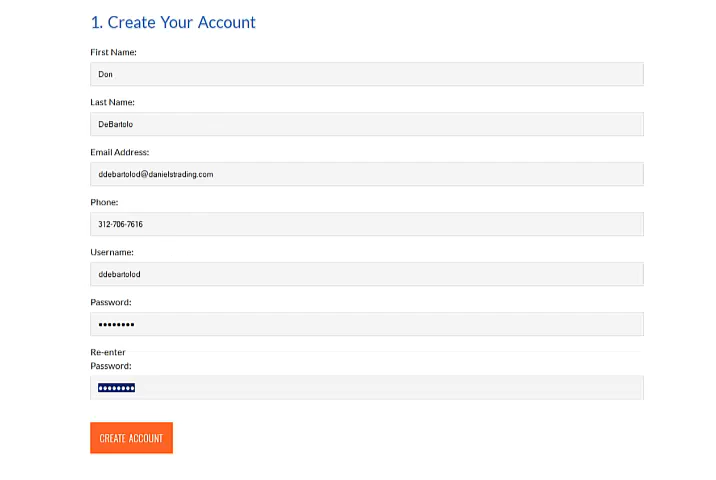 1. Create Your Account
First Name:
Don
Last Name:
DeBartolo
Email Address:
ddebartolod@danielstrading.com
Phone:
312-706-7616
Username:
ddebartolod
Password:
••••••••
Re-enter
Password:
••••••••
CREATE ACCOUNT